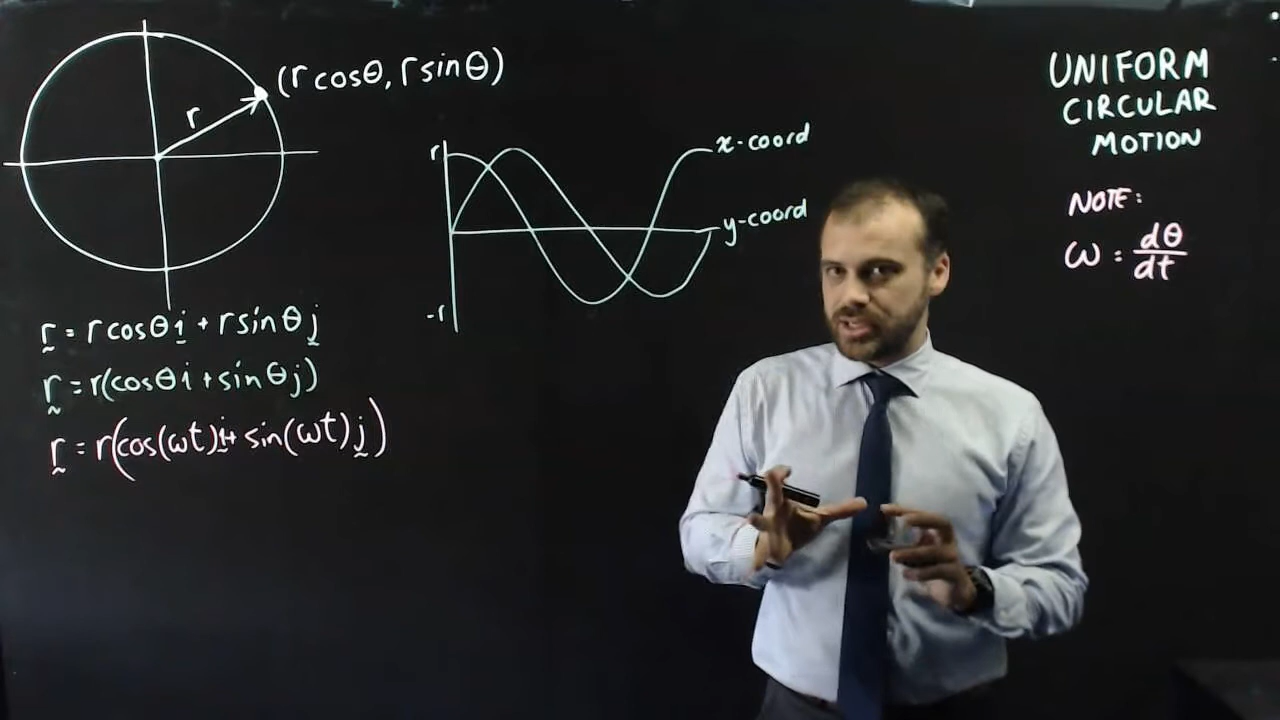 (r cosθ, r sinθ)
r
r
x-coord
y-coord
-r
r = r cosθ i + r sinθ j
r = r(cosθ i + sinθ j)
r = r(cos(ωt)i + sin(ωt)j)
UNIFORM
CIRCULAR
MOTION
NOTE:
ω = dθ/dt